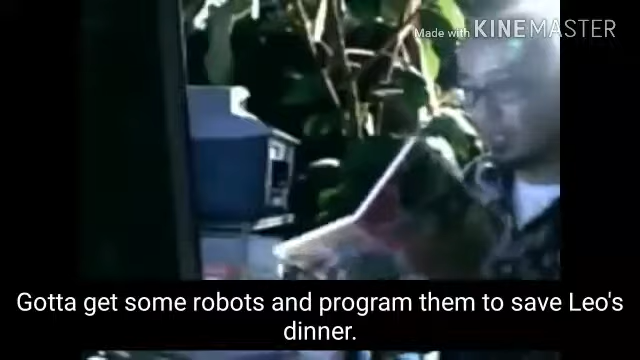 Made with KINEMASTER
Gotta get some robots and program them to save Leo's
dinner.